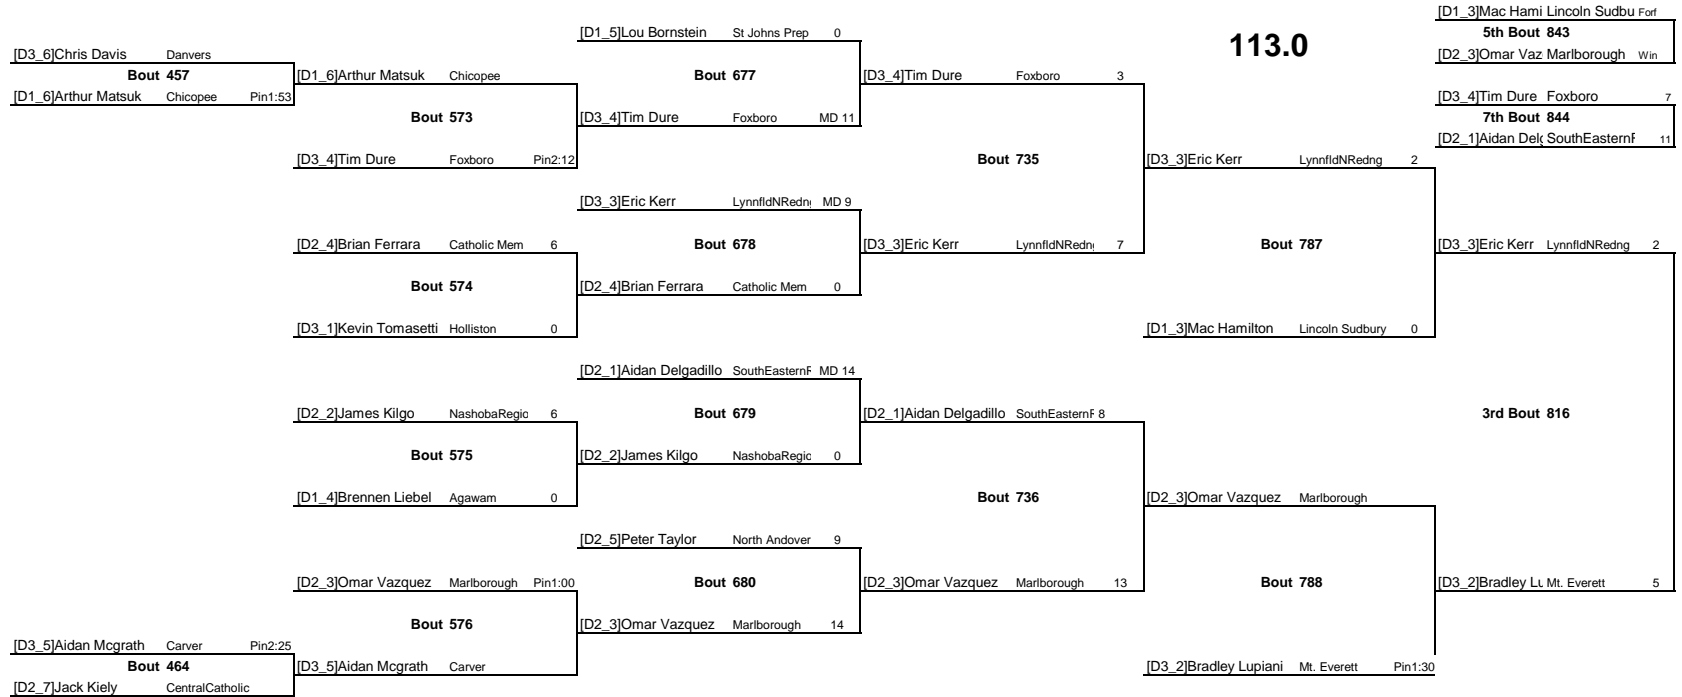 113.0
[D3_6]Chris Davis Danvers
Bout 457
[D1_6]Arthur Matsuk Chicopee Pin1:53
[D3_5]Aidan Mcgrath Carver Pin2:25
Bout 464
[D2_7]Jack Kiely CentralCatholic
[D1_6]Arthur Matsuk Chicopee
Bout 573
[D3_4]Tim Dure Foxboro Pin2:12
[D2_4]Brian Ferrara Catholic Mem 6
Bout 574
[D3_1]Kevin Tomasetti Holliston 0
[D2_2]James Kilgo NashobaRegio 6
Bout 575
[D1_4]Brennen Liebel Agawam 0
[D2_3]Omar Vazquez Marlborough Pin1:00
Bout 576
[D3_5]Aidan Mcgrath Carver
[D1_5]Lou Bornstein St Johns Prep 0
Bout 677
[D3_4]Tim Dure Foxboro MD 11
[D3_3]Eric Kerr LynnfldNRedn MD 9
Bout 678
[D2_4]Brian Ferrara Catholic Mem 0
[D2_1]Aidan Delgadillo SouthEastern MD 14
Bout 679
[D2_2]James Kilgo NashobaRegio 0
[D2_5]Peter Taylor North Andover 9
Bout 680
[D2_3]Omar Vazquez Marlborough 14
[D3_4]Tim Dure Foxboro 3
Bout 735
[D3_3]Eric Kerr LynnfldNRedn 7
[D2_1]Aidan Delgadillo SouthEastern 8
Bout 736
[D2_3]Omar Vazquez Marlborough 13
[D3_3]Eric Kerr LynnfldNRedng 2
Bout 787
[D1_3]Mac Hamilton Lincoln Sudbury 0
[D2_3]Omar Vazquez Marlborough
Bout 788
[D3_2]Bradley Lupiani Mt. Everett Pin1:30
[D3_3]Eric Kerr LynnfldNRedng 2
3rd Bout 816
[D3_2]Bradley Lu Mt. Everett 5
[D1_3]Mac Hami Lincoln Sudbu Forf
5th Bout 843
[D2_3]Omar Vaz Marlborough Win
[D3_4]Tim Dure Foxboro 7
7th Bout 844
[D2_1]Aidan Delg SouthEastern 11